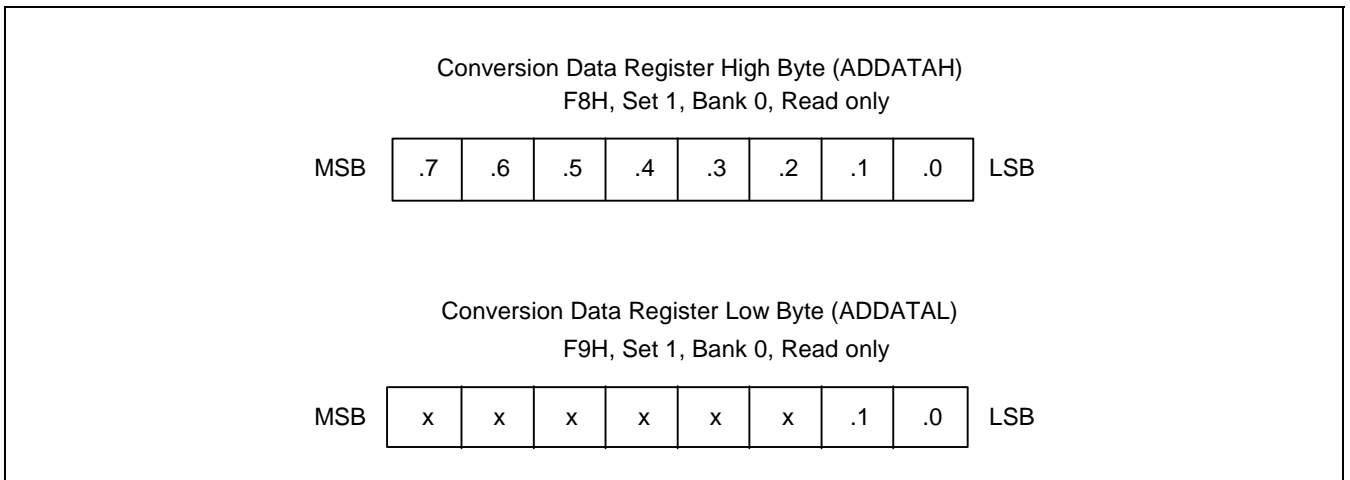 Conversion Data Register High Byte (ADDATAH)
F8H, Set 1, Bank 0, Read only
MSB .7 .6 .5 .4 .3 .2 .1 .0 LSB
Conversion Data Register Low Byte (ADDATAL)
F9H, Set 1, Bank 0, Read only
MSB x x x x x x .1 .0 LSB